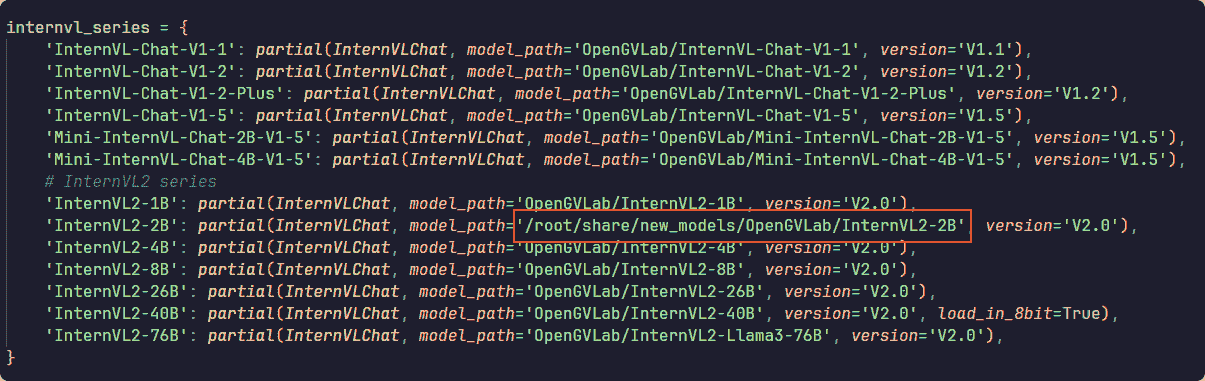 internvl_series = {
    'InternVL-Chat-V1-1': partial(InternVLChat, model_path='OpenGVLab/InternVL-Chat-V1-1', version='V1.1'),
    'InternVL-Chat-V1-2': partial(InternVLChat, model_path='OpenGVLab/InternVL-Chat-V1-2', version='V1.2'),
    'InternVL-Chat-V1-2-Plus': partial(InternVLChat, model_path='OpenGVLab/InternVL-Chat-V1-2-Plus', version='V1.2'),
    'InternVL-Chat-V1-5': partial(InternVLChat, model_path='OpenGVLab/InternVL-Chat-V1-5', version='V1.5'),
    'Mini-InternVL-Chat-2B-V1-5': partial(InternVLChat, model_path='OpenGVLab/Mini-InternVL-Chat-2B-V1-5', version='V1.5'),
    'Mini-InternVL-Chat-4B-V1-5': partial(InternVLChat, model_path='OpenGVLab/Mini-InternVL-Chat-4B-V1-5', version='V1.5'),
    # InternVL2 series
    'InternVL2-1B': partial(InternVLChat, model_path='OpenGVLab/InternVL2-1B', version='V2.0'),
    'InternVL2-2B': partial(InternVLChat, model_path='/root/share/new_models/OpenGVLab/InternVL2-2B', version='V2.0'),
    'InternVL2-4B': partial(InternVLChat, model_path='OpenGVLab/InternVL2-4B', version='V2.0'),
    'InternVL2-8B': partial(InternVLChat, model_path='OpenGVLab/InternVL2-8B', version='V2.0'),
    'InternVL2-26B': partial(InternVLChat, model_path='OpenGVLab/InternVL2-26B', version='V2.0'),
    'InternVL2-40B': partial(InternVLChat, model_path='OpenGVLab/InternVL2-40B', version='V2.0', load_in_8bit=True),
    'InternVL2-76B': partial(InternVLChat, model_path='OpenGVLab/InternVL2-Llama3-76B', version='V2.0'),
}